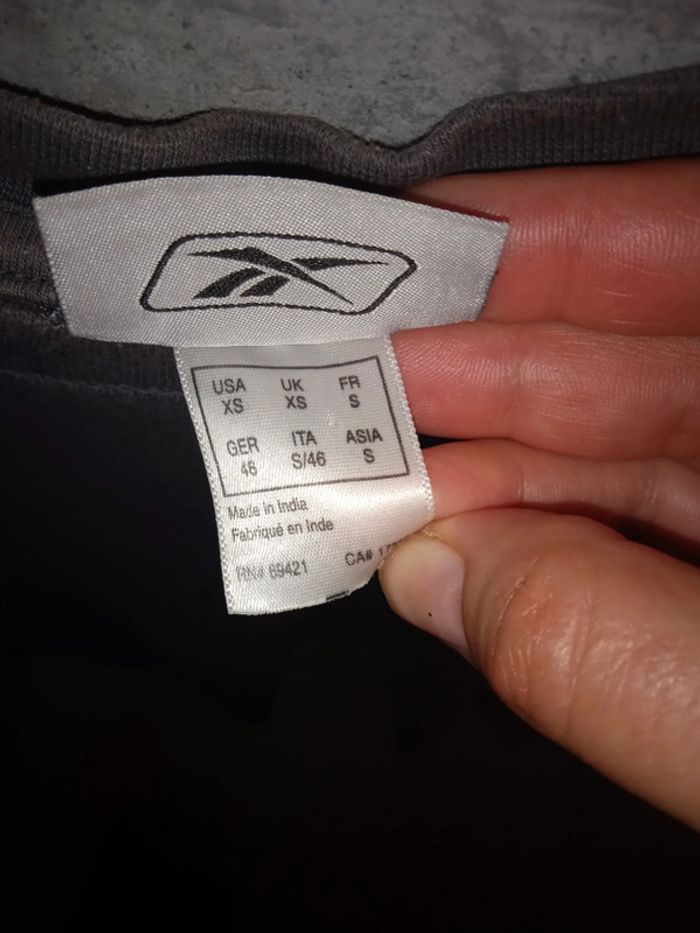 USA UK FR
XS XS S
GER ITA ASIA
46 S/46 S
Made in India
Fabriqué en Inde
RN# 69421 CA#